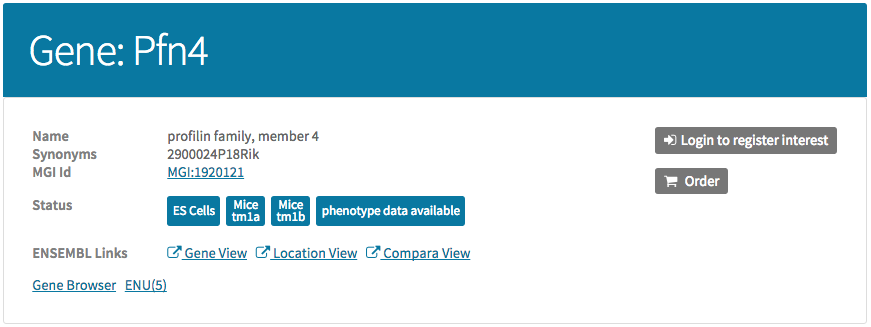 Gene: Pfn4
Name profilin family, member 4
Synonyms 2900024P18Rik
MGI Id MGI:1920121
Login to register interest
Order
Status ES Cells Mice tm1a Mice tm1b phenotype data available
ENSEMBL Links Gene View Location View Compara View
Gene Browser ENU(5)